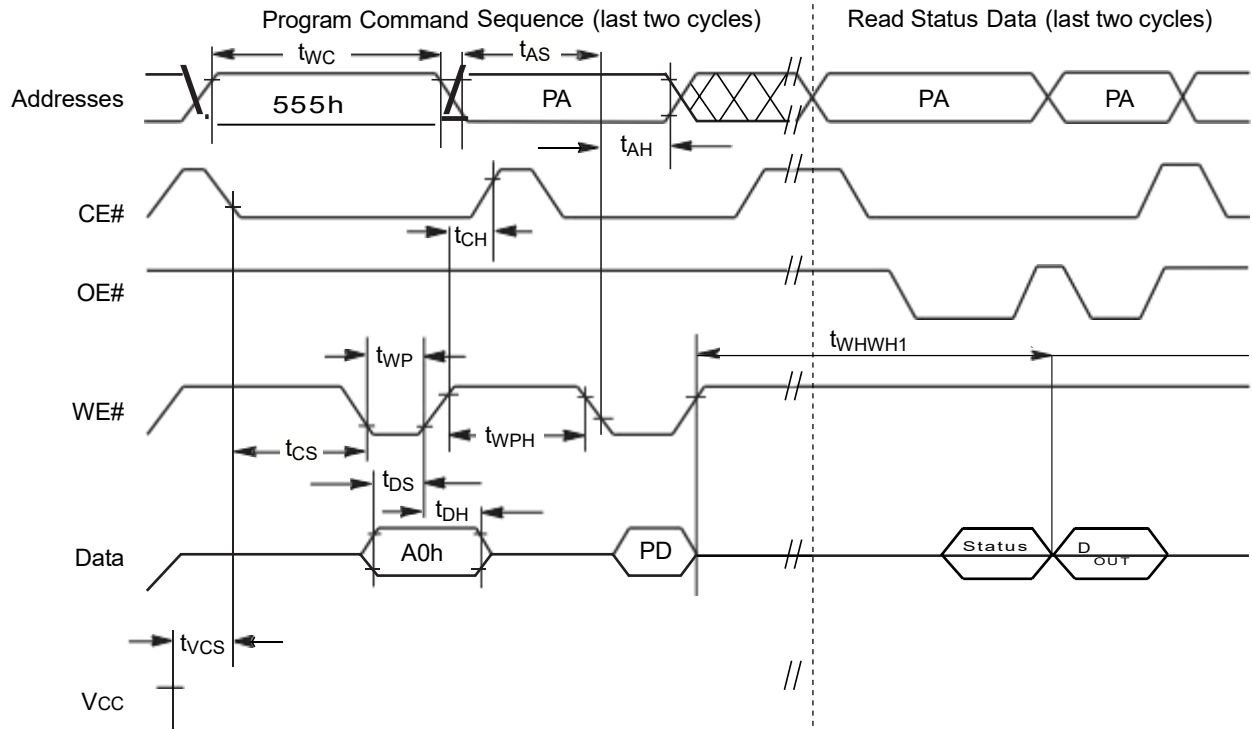 Program Command Sequence (last two cycles)
Read Status Data (last two cycles)
tWC
tAS
Addresses
555h
PA
PA
PA
tAH
CE#
tCH
OE#
tWP
tWHWH1
WE#
tCS
tWPH
tDS
tDH
Data
A0h
PD
Status
DOUT
tVCS
VCC